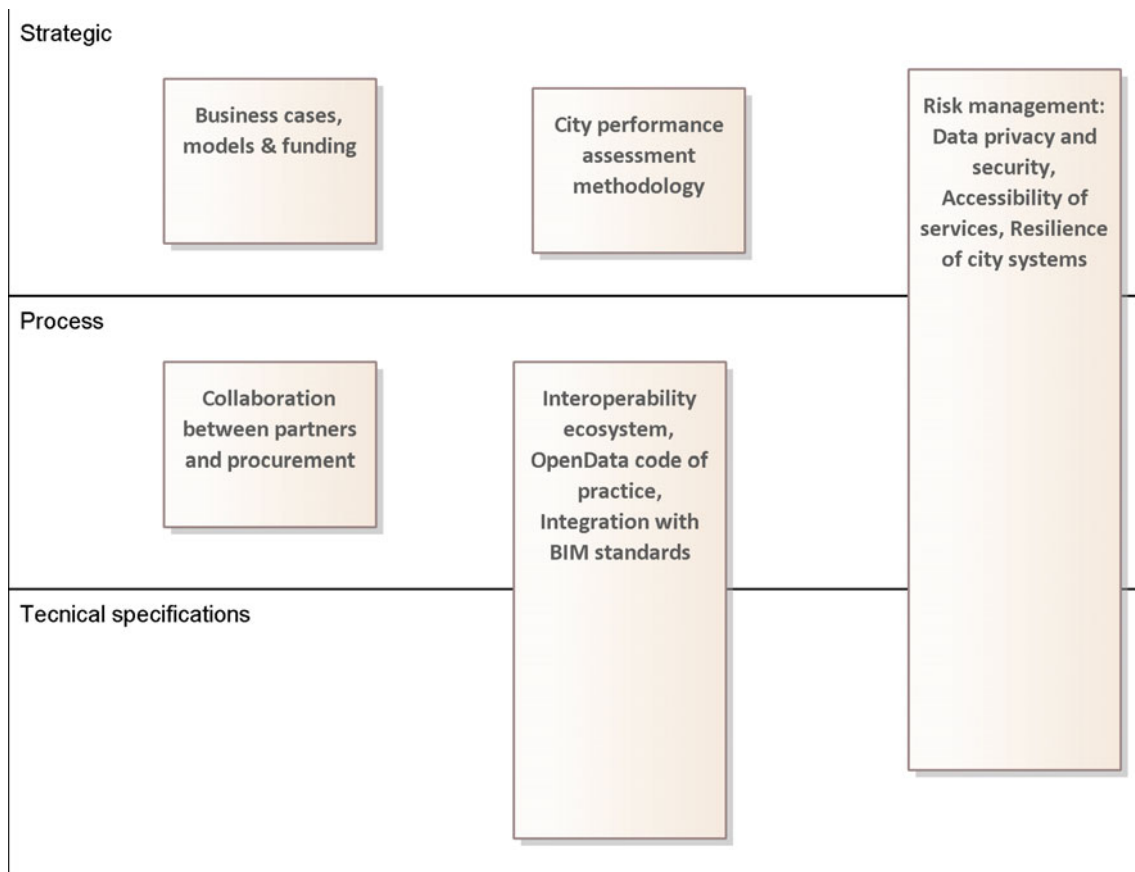 Strategic
Business cases,
models & funding
City performance
assessment
methodology
Risk management:
Data privacy and
security,
Accessibility of
services, Resilience
of city systems
Process
Collaboration
between partners
and procurement
Interoperability
ecosystem,
OpenData code of
practice,
Integration with
BIM standards
Tecnical specifications